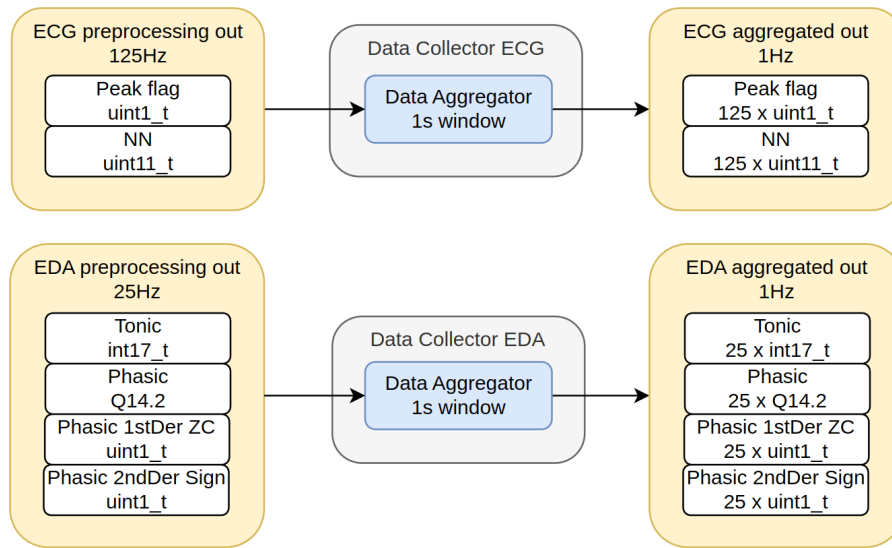 ECG preprocessing out
125Hz
Peak flag
uint1_t
NN
uint11_t
Data Collector ECG
Data Aggregator
1s window
ECG aggregated out
1Hz
Peak flag
125 x uint1_t
NN
125 x uint11_t
EDA preprocessing out
25Hz
Tonic
int17_t
Phasic
Q14.2
Phasic 1stDer ZC
uint1_t
Phasic 2ndDer Sign
uint1_t
Data Collector EDA
Data Aggregator
1s window
EDA aggregated out
1Hz
Tonic
25 x int17_t
Phasic
25 x Q14.2
Phasic 1stDer ZC
25 x uint1_t
Phasic 2ndDer Sign
25 x uint1_t